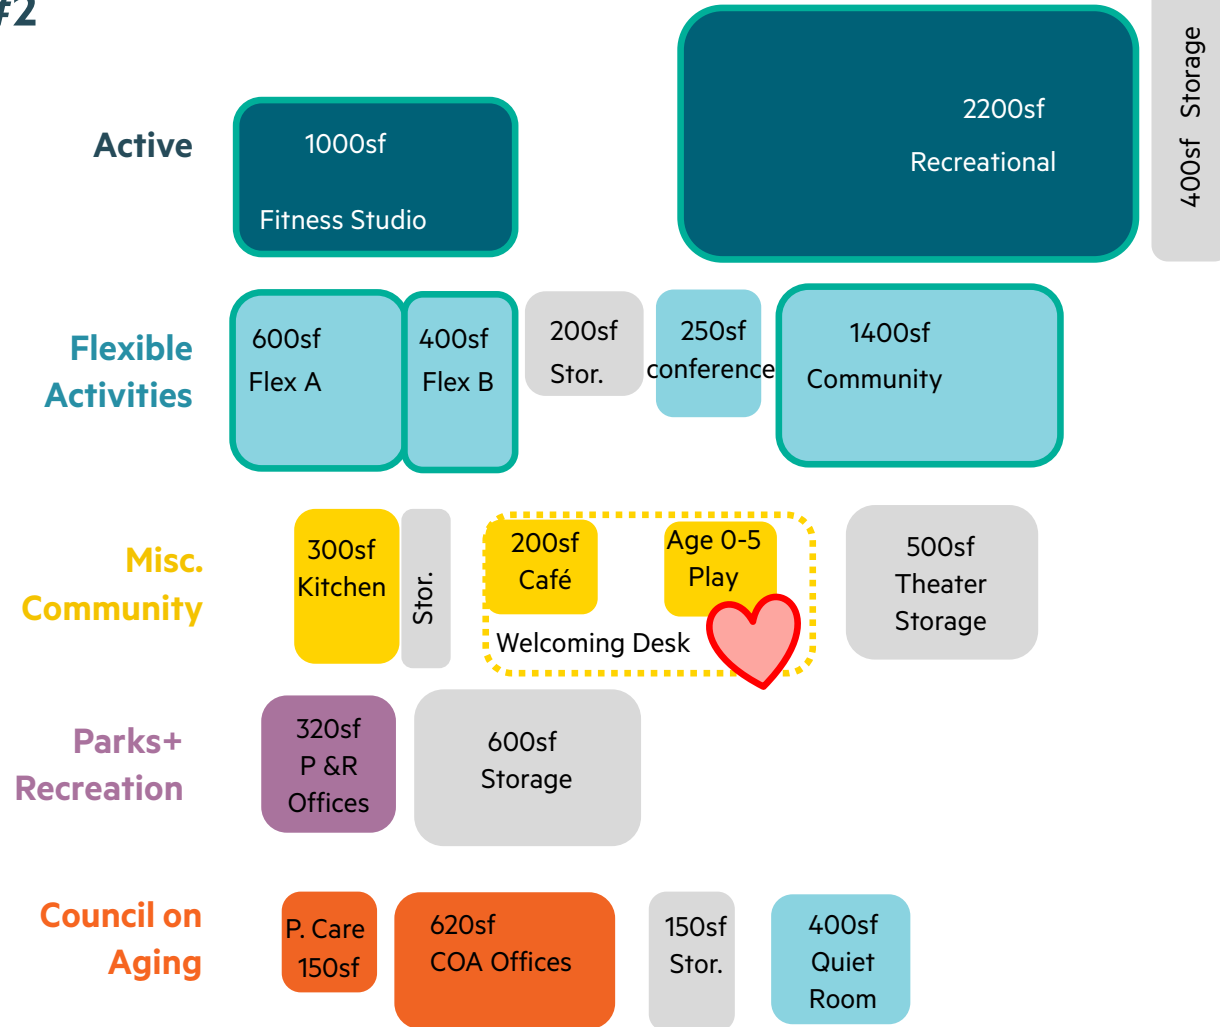 #2
Active
1000sf
Fitness Studio
2200sf
Recreational
400sf Storage
Flexible
Activities
600sf
Flex A
400sf
Flex B
200sf
Stor.
250sf
conference
1400sf
Community
Misc.
Community
300sf
Kitchen
Stor.
200sf
Café
Age 0-5
Play
Welcoming Desk
500sf
Theater
Storage
Parks+
Recreation
320sf
P &R
Offices
600sf
Storage
Council on
Aging
P. Care
150sf
620sf
COA Offices
150sf
Stor.
400sf
Quiet
Room